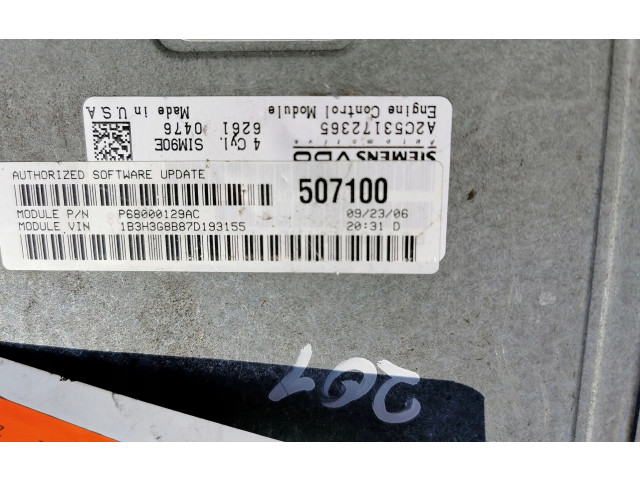 SIEMENS VDO
Automotive
A2C53172365
Engine Control Module
4 Cyl. SIM90E
6261 0476
Made in U.S.A
AUTHORIZED SOFTWARE UPDATE
507100
MODULE P/N P68000129AC 09/23/06
MODULE VIN 1B3H3G8B87D193155 20:31 D
267